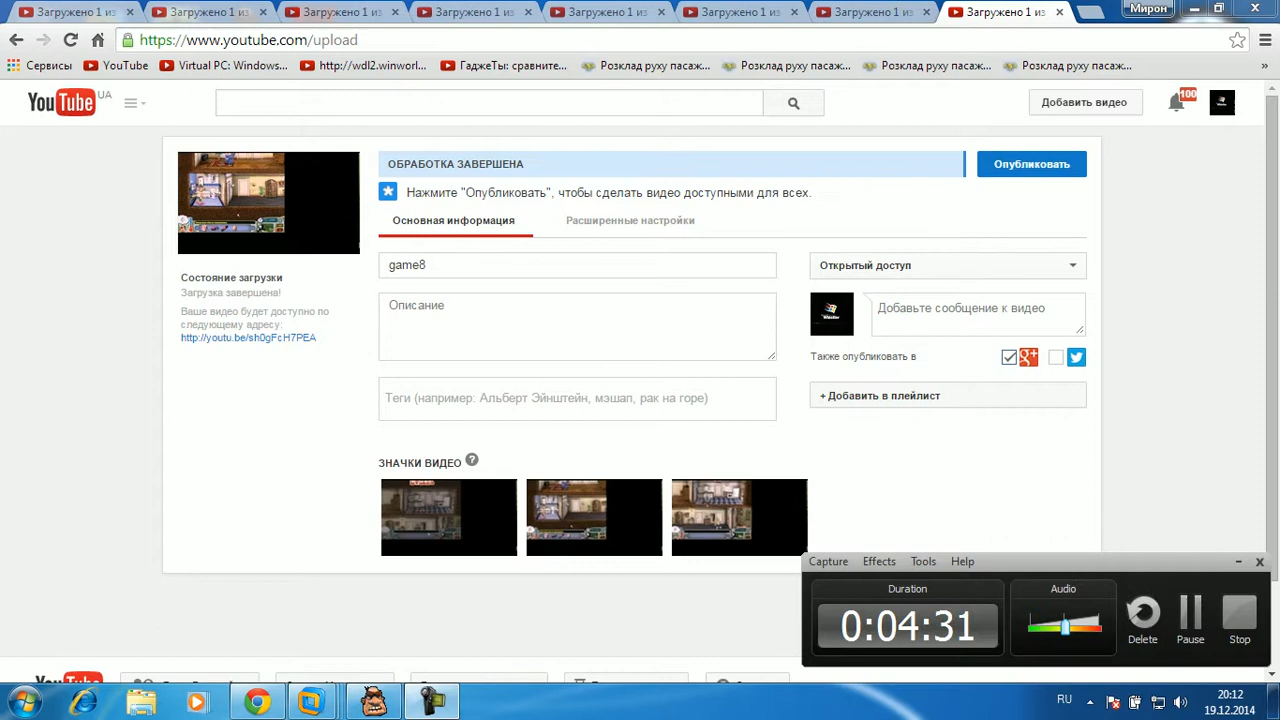 Загружено 1 из
Загружено 1 из
Загружено 1 из
Загружено 1 из
Загружено 1 из
Загружено 1 из
Загружено 1 из
Загружено 1 из
Мирон
https://www.youtube.com/upload
Сервисы
YouTube
Virtual PC: Windows...
http://wdl2.winworl...
ГаджеТы: сравните...
Розклад руху пасаж...
Розклад руху пасаж...
Розклад руху пасаж...
Розклад руху пасаж...
»
YouTube UA
Добавить видео
100
ОБРАБОТКА ЗАВЕРШЕНА
Опубликовать
Нажмите "Опубликовать", чтобы сделать видео доступными для всех.
Основная информация
Расширенные настройки
game8
Открытый доступ
Состояние загрузки
Загрузка завершена!
Ваше видео будет доступно по
следующему адресу:
http://youtu.be/sh0gFcH7PEA
Описание
Добавьте сообщение к видео
Также опубликовать в
g+
Теги (например: Альберт Эйнштейн, мэшап, рак на горе)
+ Добавить в плейлист
ЗНАЧКИ ВИДЕО ?
Capture Effects Tools Help
Duration
Audio
0:04:31
Delete
Pause
Stop
RU
20:12
19.12.2014